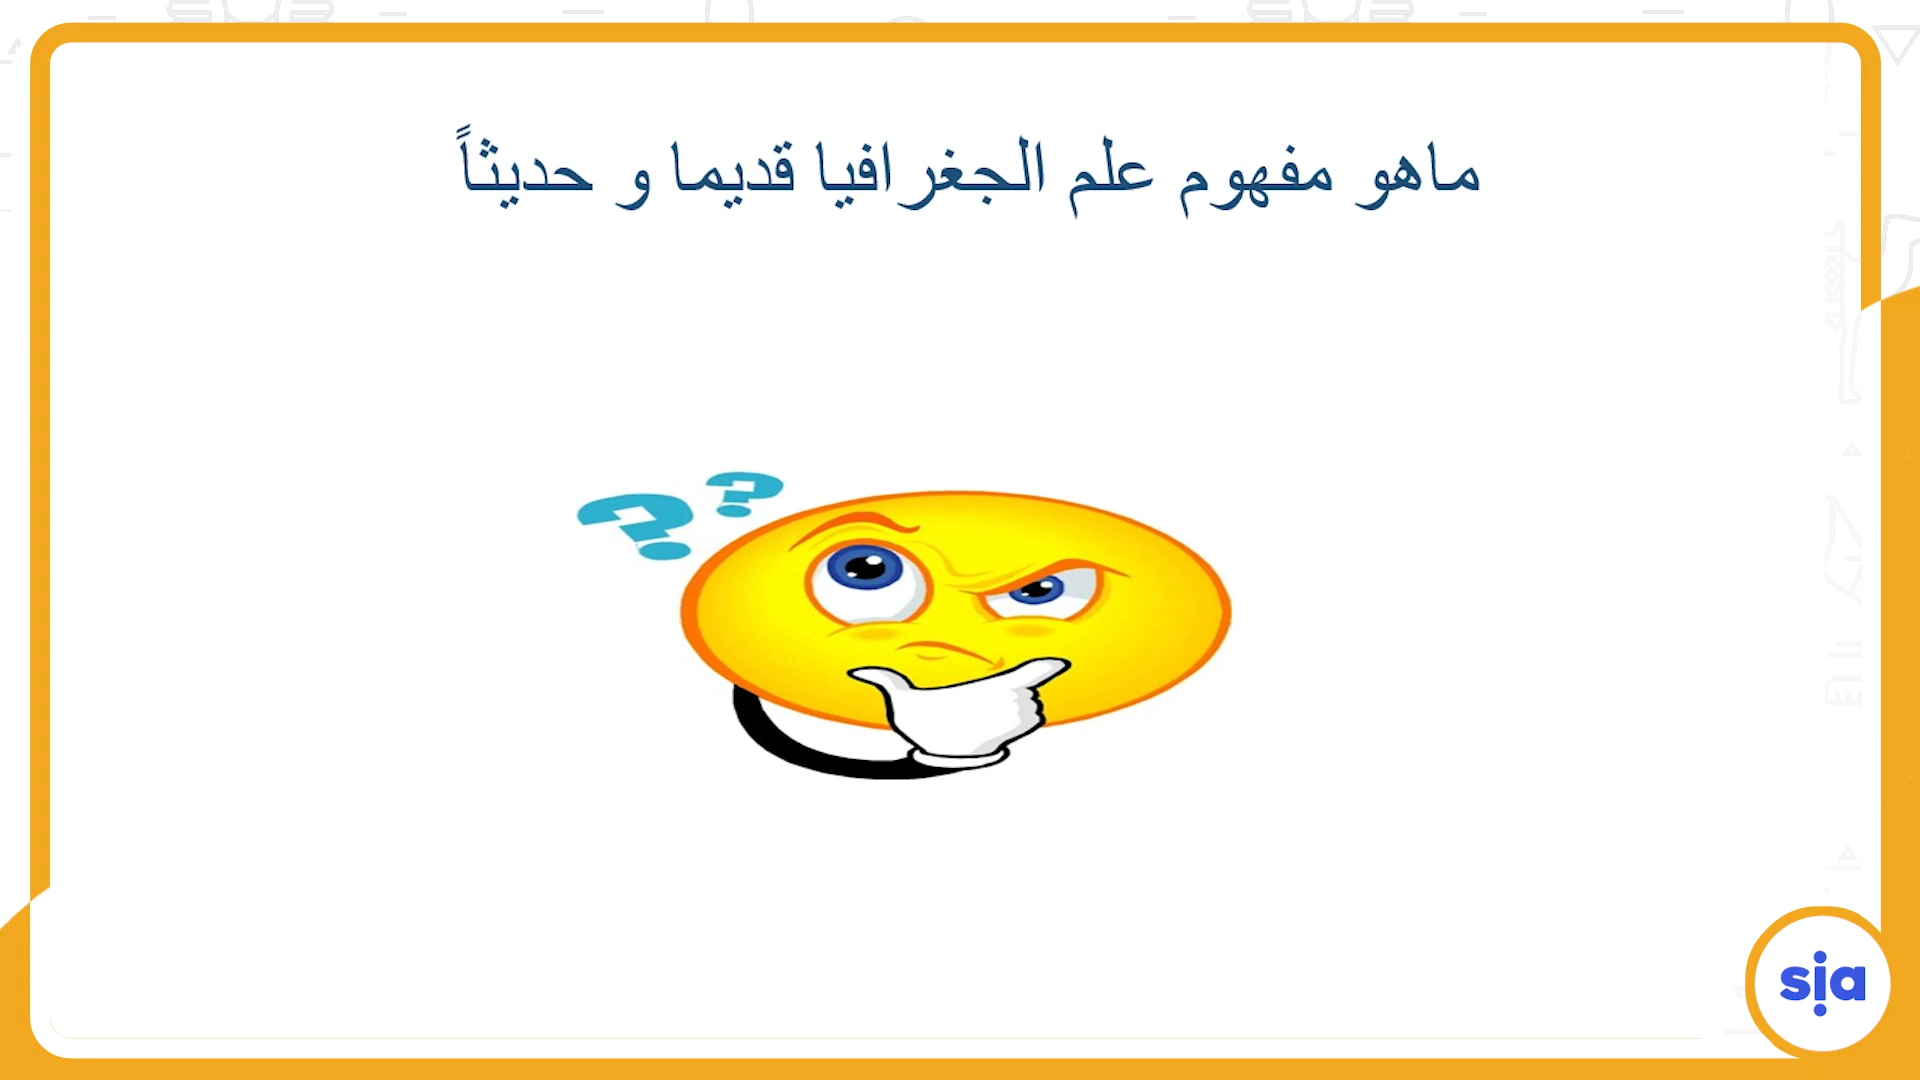 ماهو مفهوم علم الجغرافيا قديما و حديثاً
? ?
sia